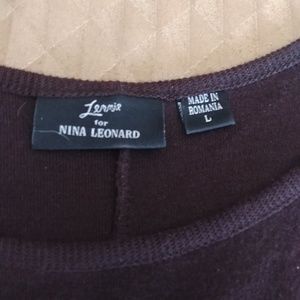 Lennie
for
NINA LEONARD
MADE IN
ROMANIA
L